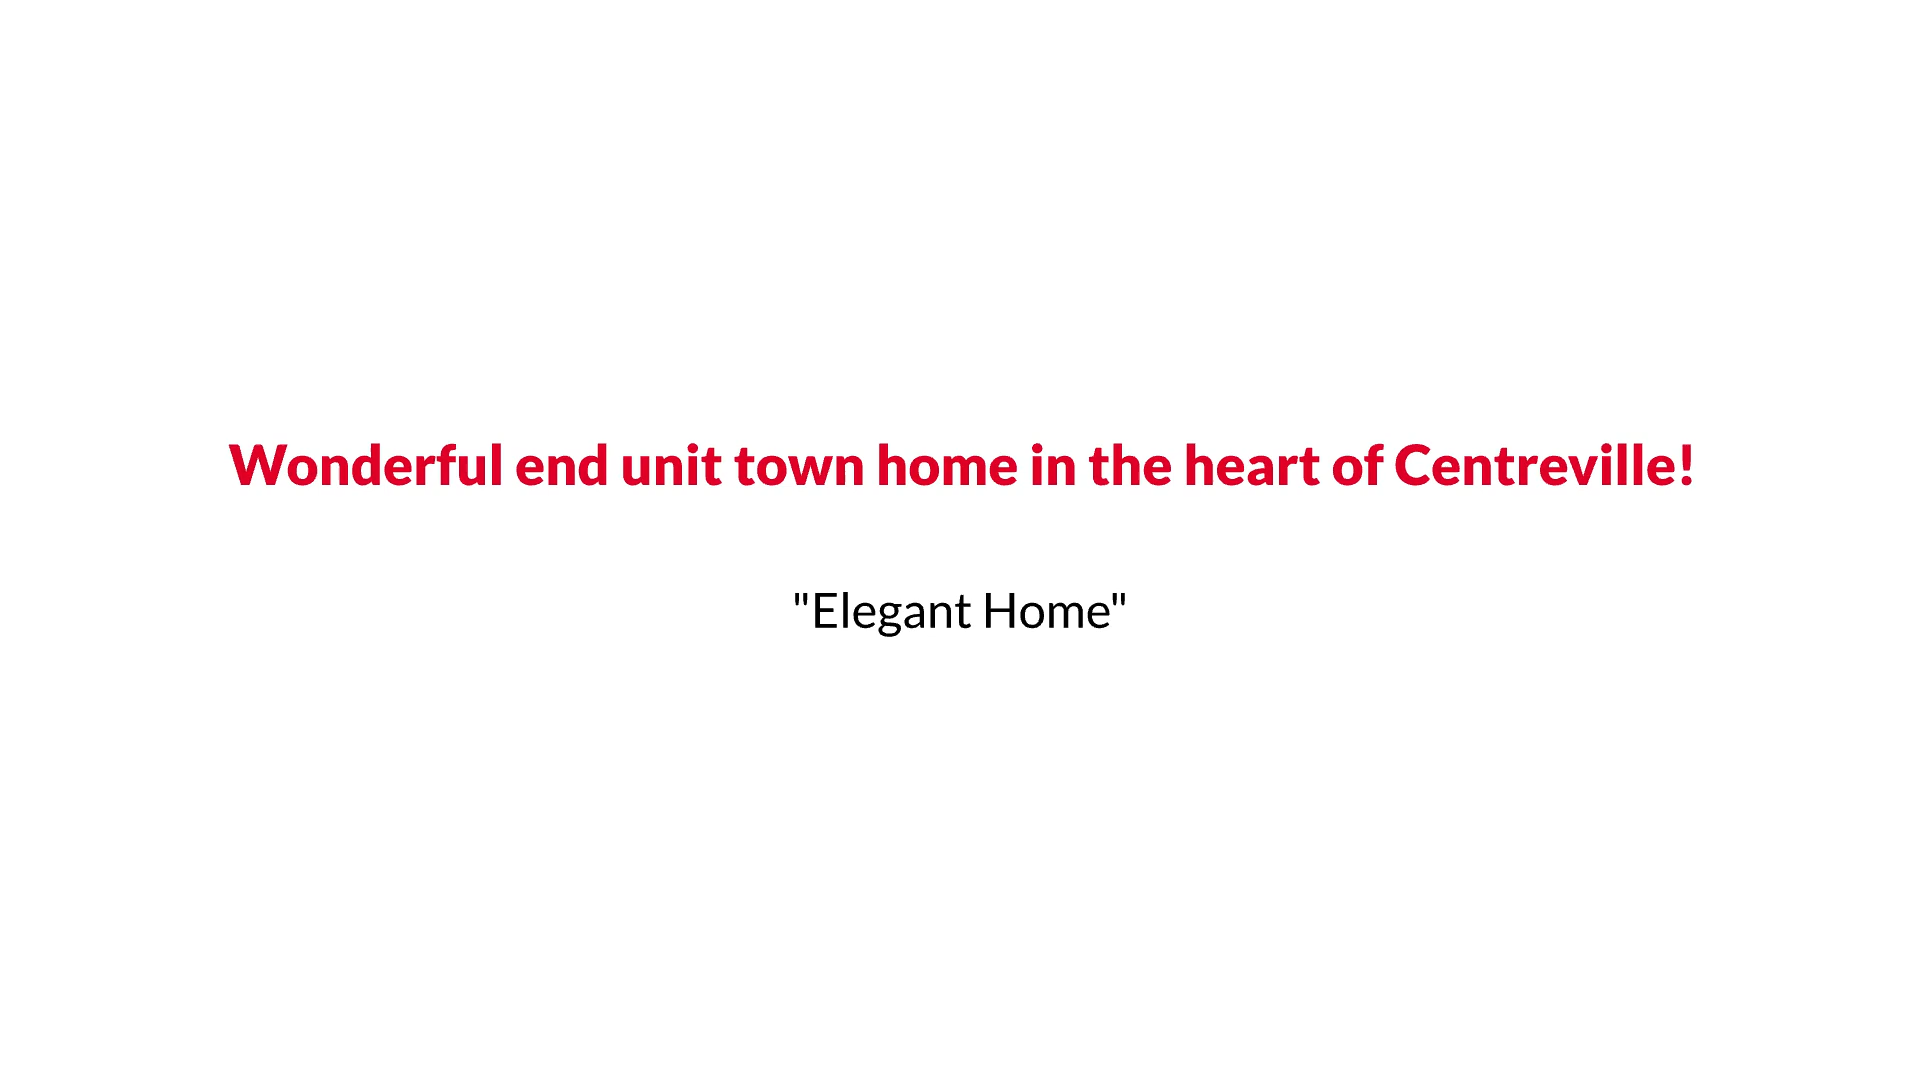 Wonderful end unit town home in the heart of Centreville!
"Elegant Home"